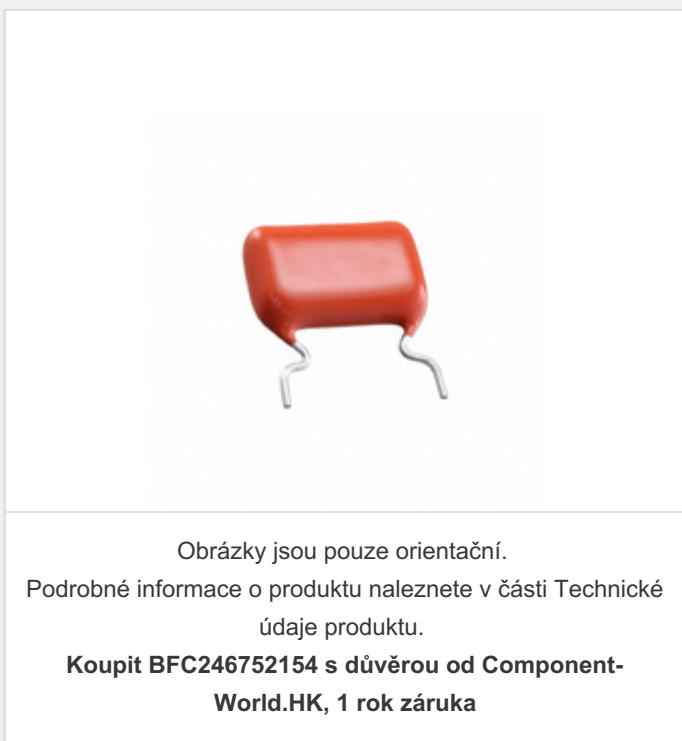 Obrázky jsou pouze orientační.
Podrobné informace o produktu naleznete v části Technické
údaje produktu.
Koupit BFC246752154 s důvěrou od Component-
World.HK, 1 rok záruka